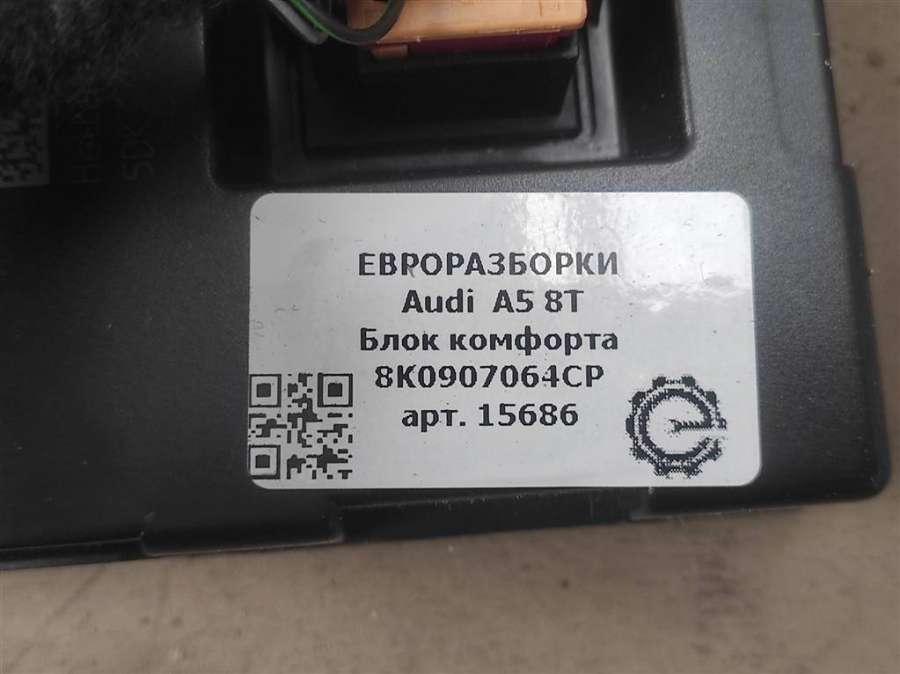 ЕВРОРАЗБОРКИ
Audi A5 8T
Блок комфорта
8K0907064CP
арт. 15686